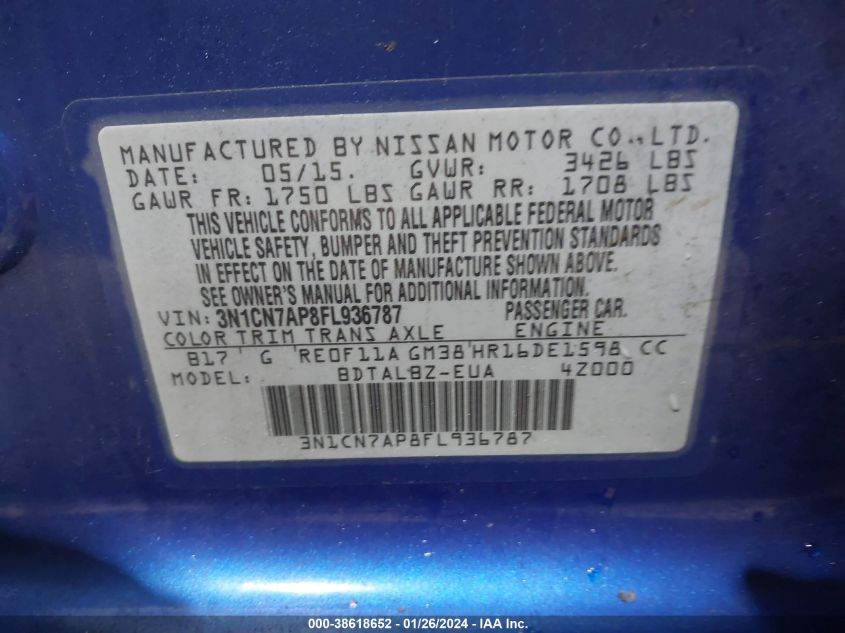 MANUFACTURED BY NISSAN MOTOR CO., LTD.
DATE: 05/15. GVWR: 3426 LBS
GAWR FR: 1750 LBS GAWR RR: 1708 LBS
THIS VEHICLE CONFORMS TO ALL APPLICABLE FEDERAL MOTOR
VEHICLE SAFETY, BUMPER AND THEFT PREVENTION STANDARDS
IN EFFECT ON THE DATE OF MANUFACTURE SHOWN ABOVE.
SEE OWNER'S MANUAL FOR ADDITIONAL INFORMATION.
VIN: 3N1CN7AP8FL936787 PASSENGER CAR.
COLOR TRIM TRANS AXLE ENGINE
B17 G RE0F11A GM38 HR16DE1598 CC
MODEL: BDTALBZ-EUA 4Z000
3N1CN7AP8FL936787
000-38618652 - 01/26/2024 - IAA, Inc.